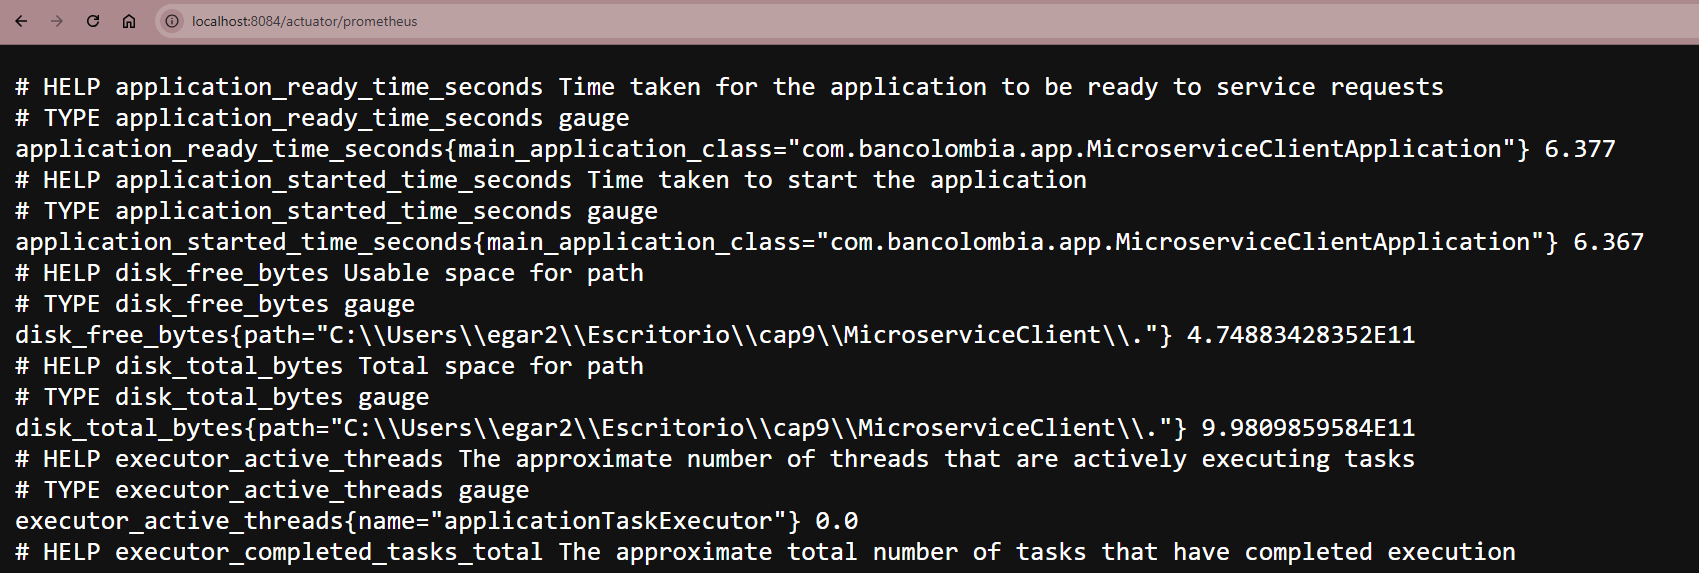 localhost:8084/actuator/prometheus
# HELP application_ready_time_seconds Time taken for the application to be ready to service requests
# TYPE application_ready_time_seconds gauge
application_ready_time_seconds{main_application_class="com.bancolombia.app.MicroserviceClientApplication"} 6.377
# HELP application_started_time_seconds Time taken to start the application
# TYPE application_started_time_seconds gauge
application_started_time_seconds{main_application_class="com.bancolombia.app.MicroserviceClientApplication"} 6.367
# HELP disk_free_bytes Usable space for path
# TYPE disk_free_bytes gauge
disk_free_bytes{path="C:\\Users\\egar2\\Escritorio\\cap9\\MicroserviceClient\\."} 4.74883428352E11
# HELP disk_total_bytes Total space for path
# TYPE disk_total_bytes gauge
disk_total_bytes{path="C:\\Users\\egar2\\Escritorio\\cap9\\MicroserviceClient\\."} 9.9809859584E11
# HELP executor_active_threads The approximate number of threads that are actively executing tasks
# TYPE executor_active_threads gauge
executor_active_threads{name="applicationTaskExecutor"} 0.0
# HELP executor_completed_tasks_total The approximate total number of tasks that have completed execution